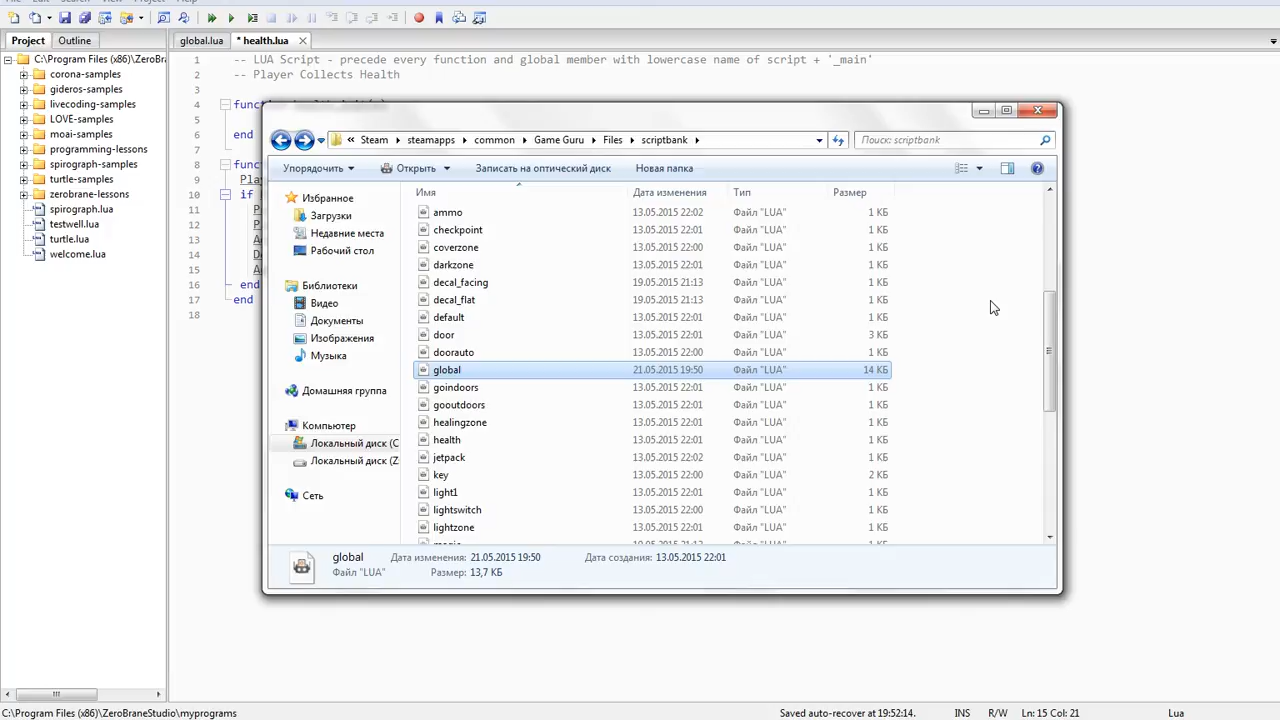 Project
Outline
global.lua
* health.lua
C:\Program Files (x86)\ZeroBra
corona-samples
gideros-samples
livecoding-samples
LOVE-samples
moai-samples
programming-lessons
spirograph-samples
turtle-samples
zerobrane-lessons
spirograph.lua
testwell.lua
turtle.lua
welcome.lua
1 -- LUA Script - precede every function and global member with lowercase name of script + '_main'
2 -- Player Collects Health
3
4
5
6 end
7
8
9
10 if
11
12
13
14
15
16 end
17 end
18
« Steam ▸ steamapps ▸ common ▸ Game Guru ▸ Files ▸ scriptbank ▸
Поиск: scriptbank
Упорядочить
Открыть
Записать на оптический диск
Новая папка
Избранное
Загрузки
Недавние места
Рабочий стол
Библиотеки
Видео
Документы
Изображения
Музыка
Домашняя группа
Компьютер
Локальный диск (C
Локальный диск (Z
Сеть
Имя Дата изменения Тип Размер
ammo 13.05.2015 22:02 Файл "LUA" 1 КБ
checkpoint 13.05.2015 22:01 Файл "LUA" 1 КБ
coverzone 13.05.2015 22:00 Файл "LUA" 1 КБ
darkzone 13.05.2015 22:01 Файл "LUA" 1 КБ
decal_facing 19.05.2015 21:13 Файл "LUA" 1 КБ
decal_flat 19.05.2015 21:13 Файл "LUA" 1 КБ
default 13.05.2015 22:01 Файл "LUA" 1 КБ
door 13.05.2015 22:01 Файл "LUA" 3 КБ
doorauto 13.05.2015 22:00 Файл "LUA" 1 КБ
global 21.05.2015 19:50 Файл "LUA" 14 КБ
goindoors 13.05.2015 22:01 Файл "LUA" 1 КБ
gooutdoors 13.05.2015 22:01 Файл "LUA" 1 КБ
healingzone 13.05.2015 22:01 Файл "LUA" 1 КБ
health 13.05.2015 22:01 Файл "LUA" 1 КБ
jetpack 13.05.2015 22:02 Файл "LUA" 1 КБ
key 13.05.2015 22:00 Файл "LUA" 2 КБ
light1 13.05.2015 22:01 Файл "LUA" 1 КБ
lightswitch 13.05.2015 22:00 Файл "LUA" 1 КБ
lightzone 13.05.2015 22:01 Файл "LUA" 1 КБ
global Дата изменения: 21.05.2015 19:50 Дата создания: 13.05.2015 22:01
Файл "LUA" Размер: 13,7 КБ
C:\Program Files (x86)\ZeroBraneStudio\myprograms
Saved auto-recover at 19:52:14.
INS
R/W
Ln: 15 Col: 21
Lua